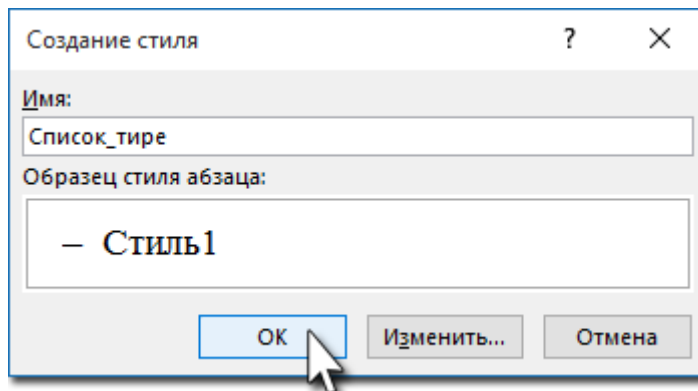 Создание стиля ?
Имя:
Список_тире
Образец стиля абзаца:
– Стиль1
ОК Изменить... Отмена